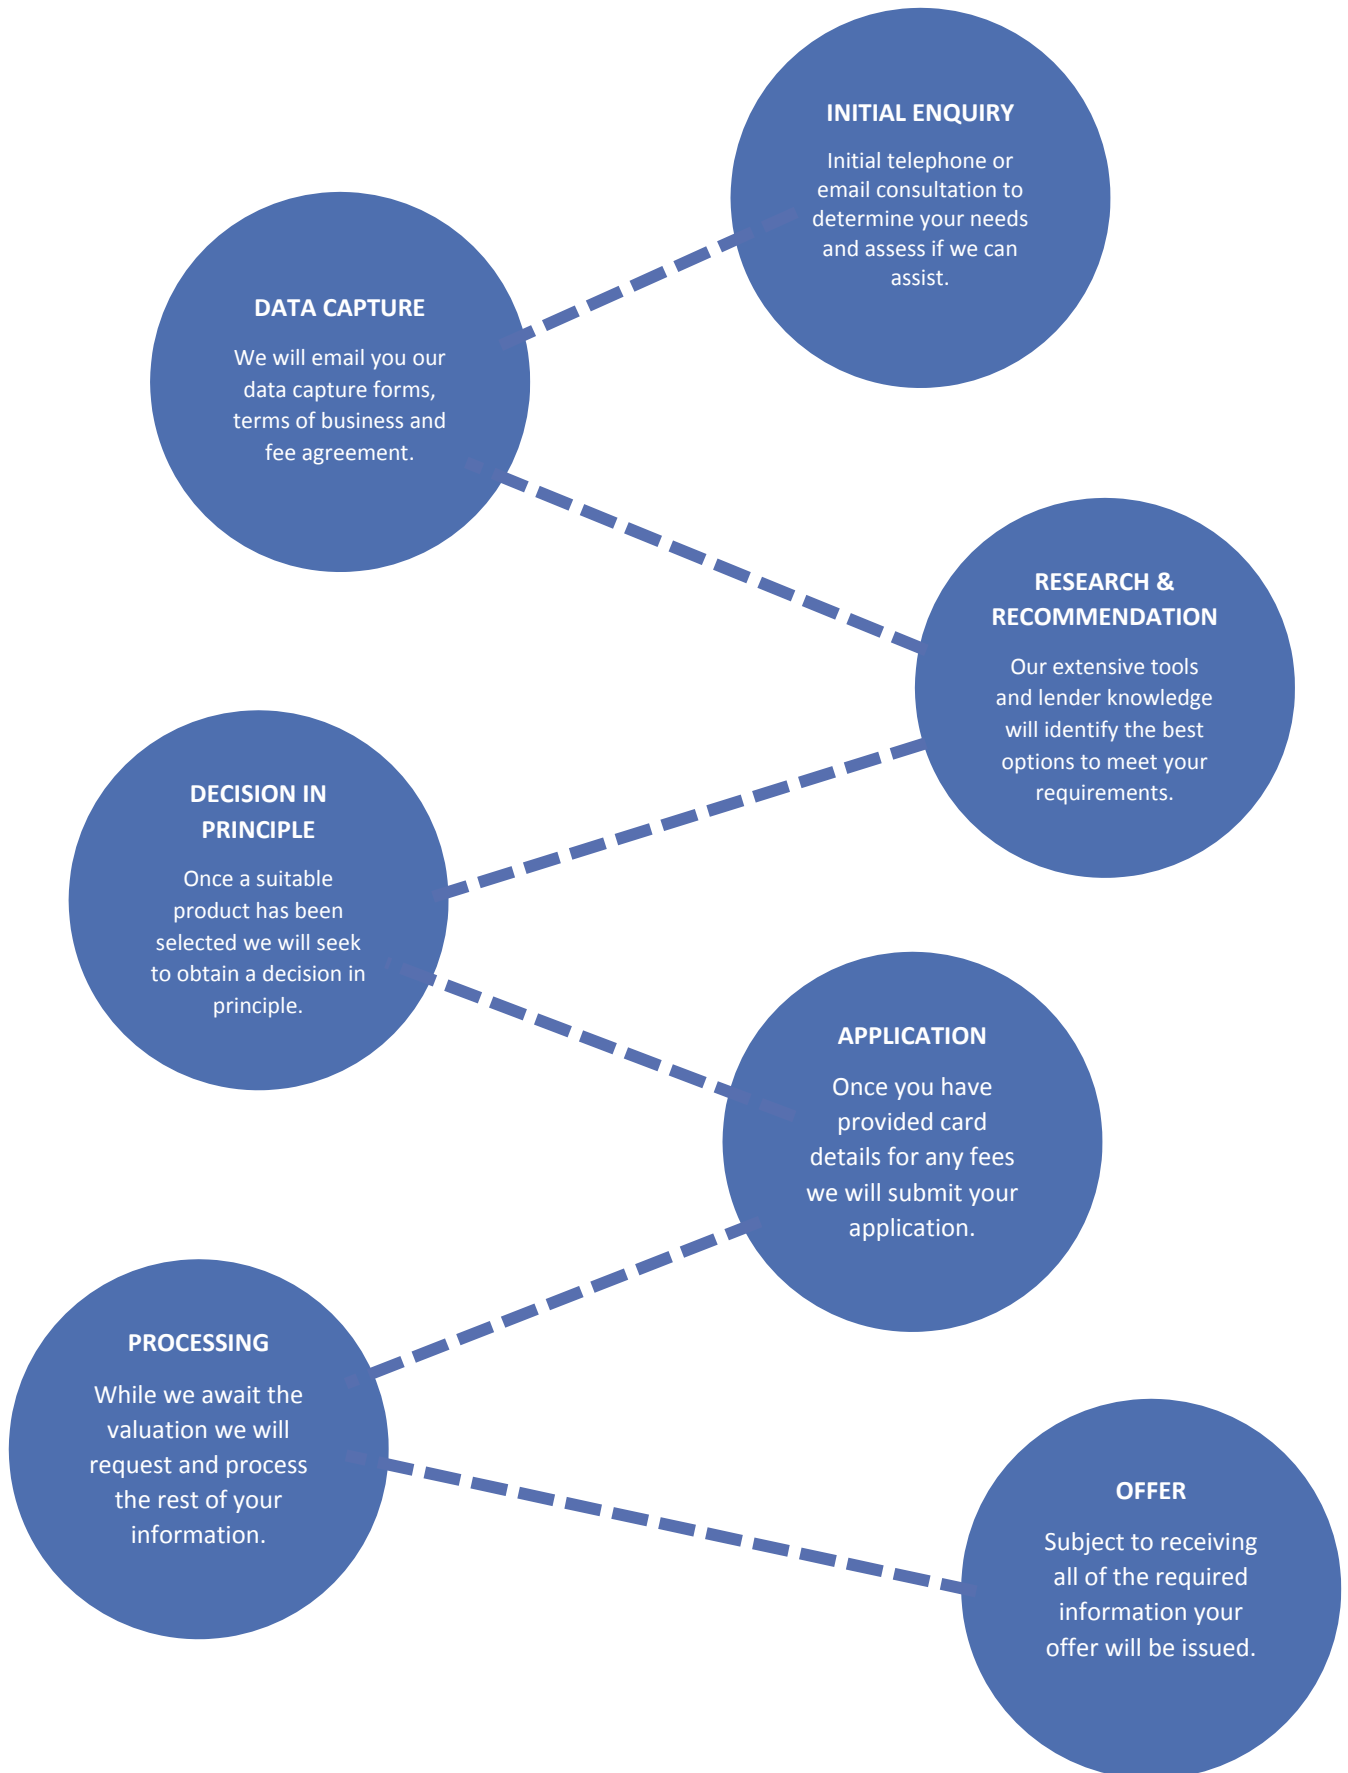 INITIAL ENQUIRY
Initial telephone or
email consultation to
determine your needs
and assess if we can
assist.
DATA CAPTURE
We will email you our
data capture forms,
terms of business and
fee agreement.
RESEARCH &
RECOMMENDATION
Our extensive tools
and lender knowledge
will identify the best
options to meet your
requirements.
DECISION IN
PRINCIPLE
Once a suitable
product has been
selected we will seek
to obtain a decision in
principle.
APPLICATION
Once you have
provided card
details for any fees
we will submit your
application.
PROCESSING
While we await the
valuation we will
request and process
the rest of your
information.
OFFER
Subject to receiving
all of the required
information your
offer will be issued.